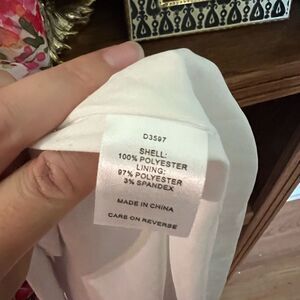 D3597
SHELL:
100% POLYESTER
LINING:
97% POLYESTER
3% SPANDEX
MADE IN CHINA
CARE ON REVERSE